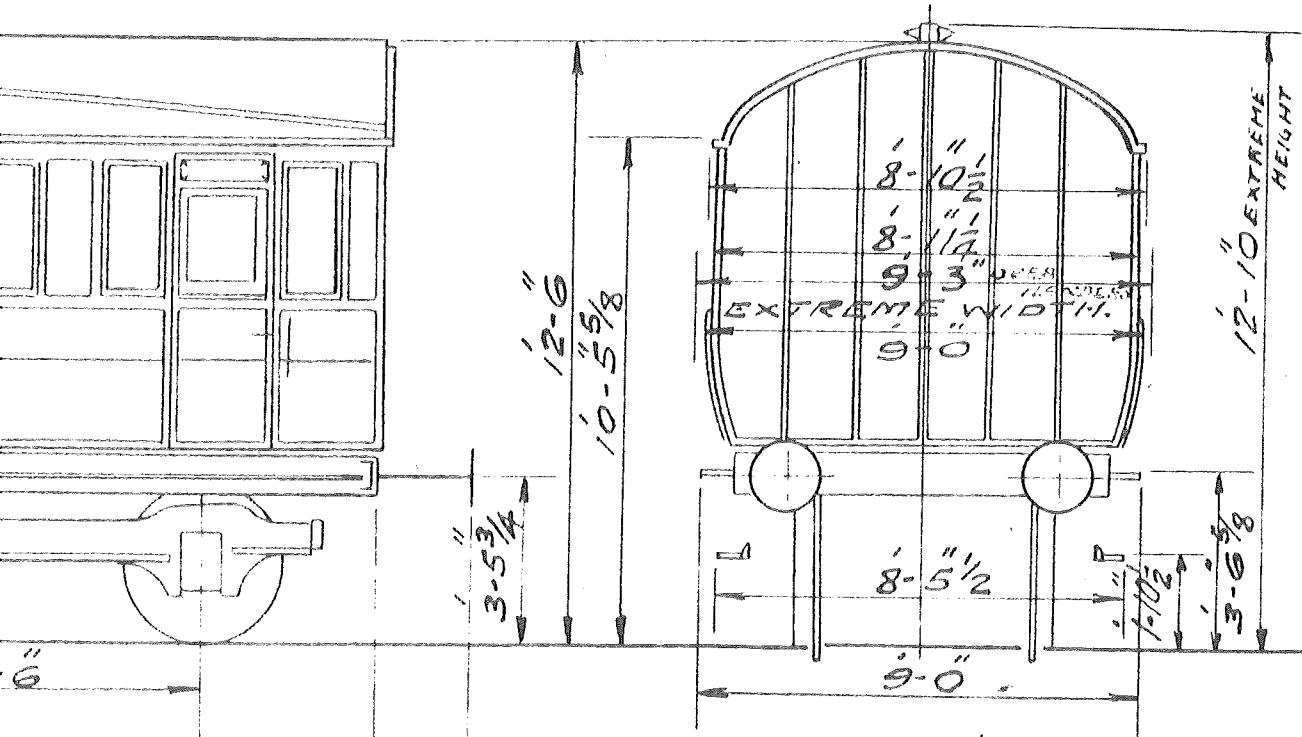 12'-6"
10'-5 5/8"
3'-5 3/4"
-6"
8'-10 1/2"
8'-11 1/4"
9'-3" OVER
EXTREME WIDTH.
9'-0"
8'-5 1/2"
9'-0"
1'-10 1/2"
3'-6 5/8"
12'-10" EXTREME
HEIGHT